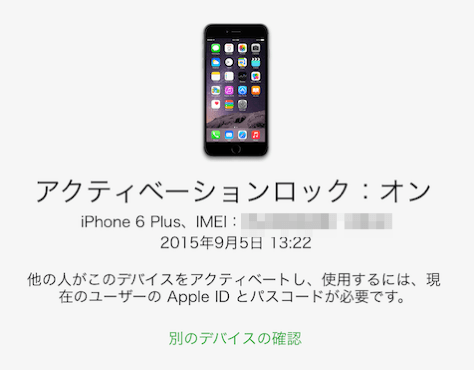 アクティベーションロック：オン
iPhone 6 Plus、IMEI：
2015年9月5日 13:22
他の人がこのデバイスをアクティベートし、使用するには、現
在のユーザーの Apple ID とパスコードが必要です。
別のデバイスの確認